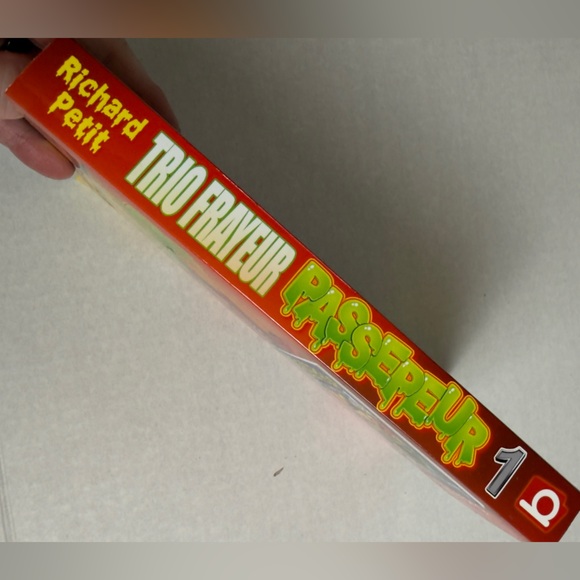 Richard
Petit
TRIO FRAYEUR
PASSEPEUR
1
b